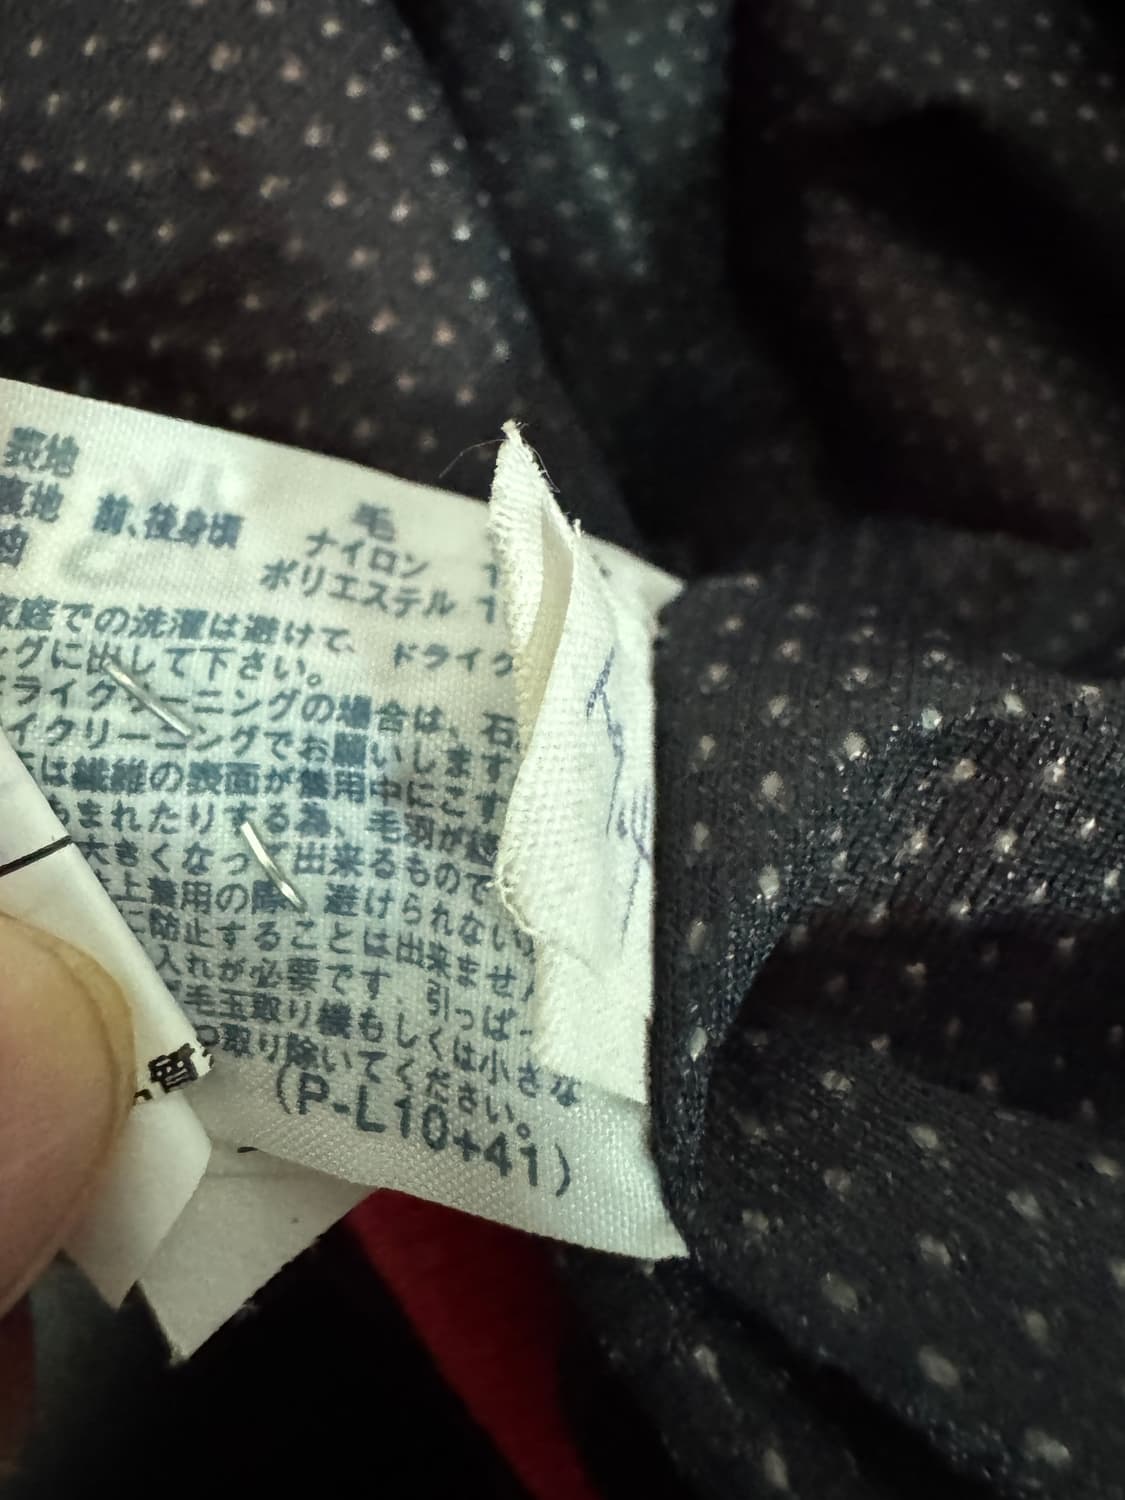 表地 毛
裏地 前、後身頃 ナイロン 1
ポリエステル 1
家庭での洗濯は避けて、ドライク
ングに出して下さい。
ドライクリーニングの場合は、石
イクリーニングでお願いします
は繊維の表面が着用中にこす
まれたりする為、毛羽が
きくなって出来るもので
上着用の際 避けられない
防止することは出来ません
入れが必要です. 引っぱ
毛玉取り機もしくは小さな
取り除いてください。
(P-L10+41)
質